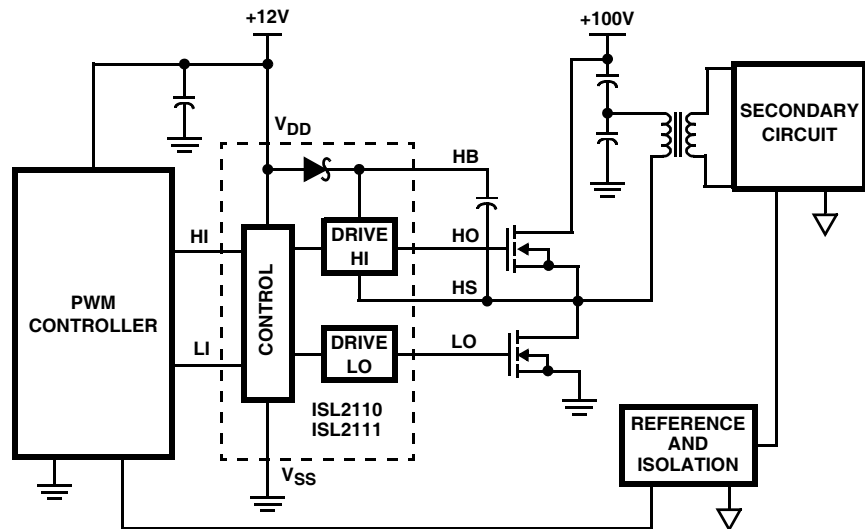 +12V
+100V
SECONDARY
CIRCUIT
VDD
HB
PWM
CONTROLLER
HI
LI
CONTROL
DRIVE
HI
HO
HS
DRIVE
LO
LO
ISL2110
ISL2111
VSS
REFERENCE
AND
ISOLATION